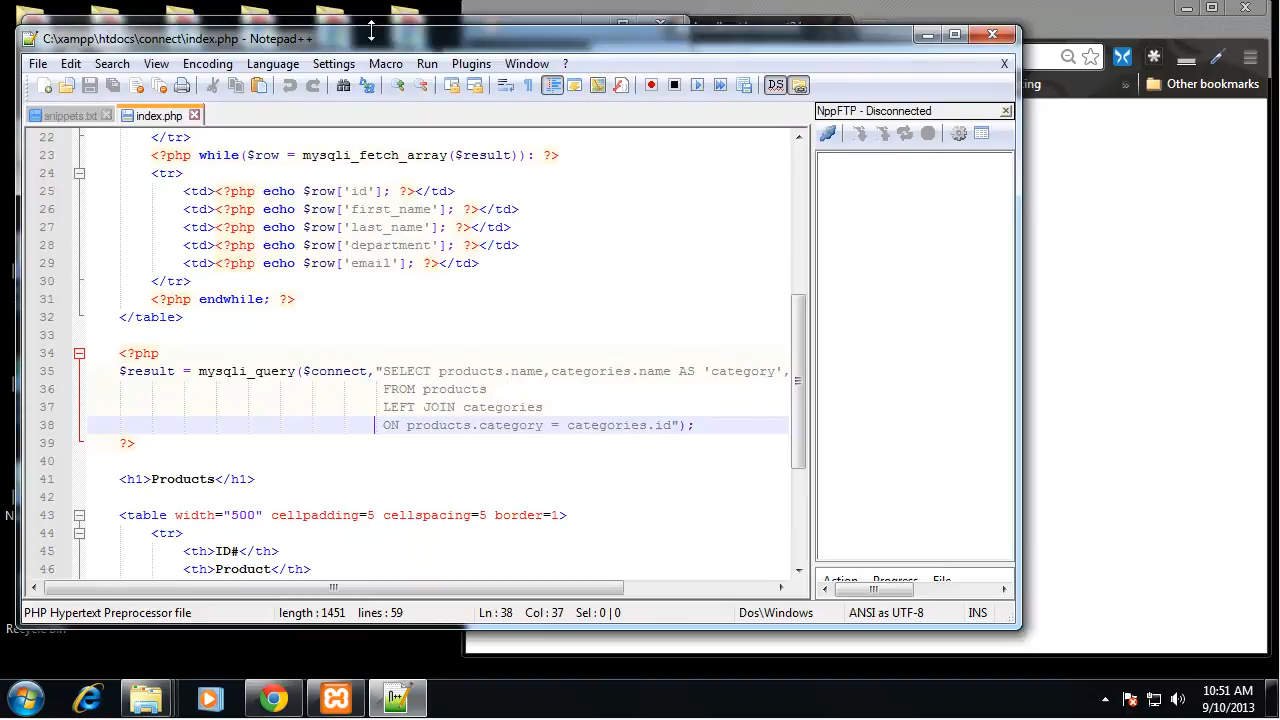 C:\xampp\htdocs\connect\index.php - Notepad++
File Edit Search View Encoding Language Settings Macro Run Plugins Window ? X
king » Other bookmarks
snippets.txt index.php
NppFTP - Disconnected
22 </tr>
23 <?php while($row = mysqli_fetch_array($result)): ?>
24 <tr>
25 <td><?php echo $row['id']; ?></td>
26 <td><?php echo $row['first_name']; ?></td>
27 <td><?php echo $row['last_name']; ?></td>
28 <td><?php echo $row['department']; ?></td>
29 <td><?php echo $row['email']; ?></td>
30 </tr>
31 <?php endwhile; ?>
32 </table>
33
34 <?php
35 $result = mysqli_query($connect,"SELECT products.name,categories.name AS 'category',
36 FROM products
37 LEFT JOIN categories
38 ON products.category = categories.id");
39 ?>
40
41 <h1>Products</h1>
42
43 <table width="500" cellpadding=5 cellspacing=5 border=1>
44 <tr>
45 <th>ID#</th>
46 <th>Product</th>
Action Progress File
PHP Hypertext Preprocessor file length : 1451 lines : 59 Ln : 38 Col : 37 Sel : 0 | 0 Dos\Windows ANSI as UTF-8 INS
10:51 AM
9/10/2013